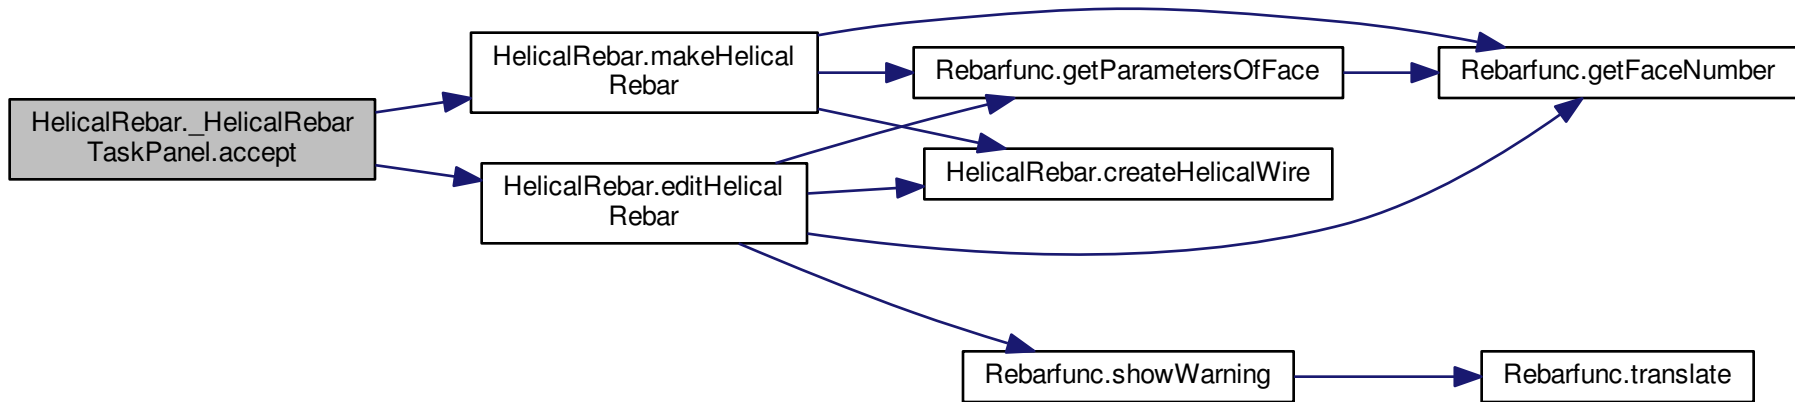 HelicalRebar._HelicalRebar
TaskPanel.accept
HelicalRebar.makeHelical
Rebar
HelicalRebar.editHelical
Rebar
Rebarfunc.getParametersOfFace
HelicalRebar.createHelicalWire
Rebarfunc.showWarning
Rebarfunc.getFaceNumber
Rebarfunc.translate